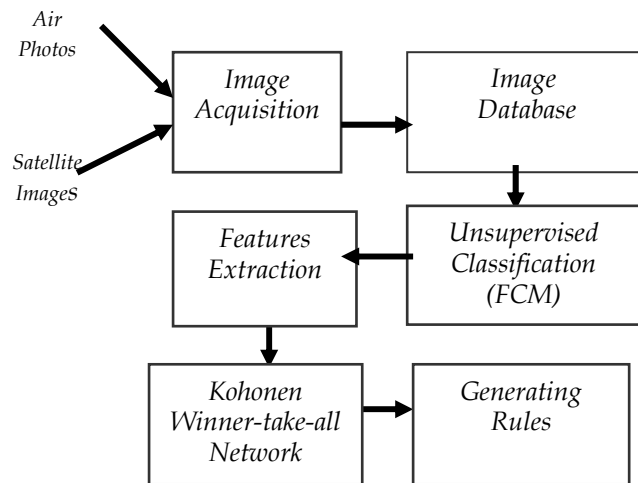 Air
Photos
Image
Acquisition
Image
Database
Satellite
Images
Features
Extraction
Unsupervised
Classification
(FCM)
Kohonen
Winner-take-all
Network
Generating
Rules